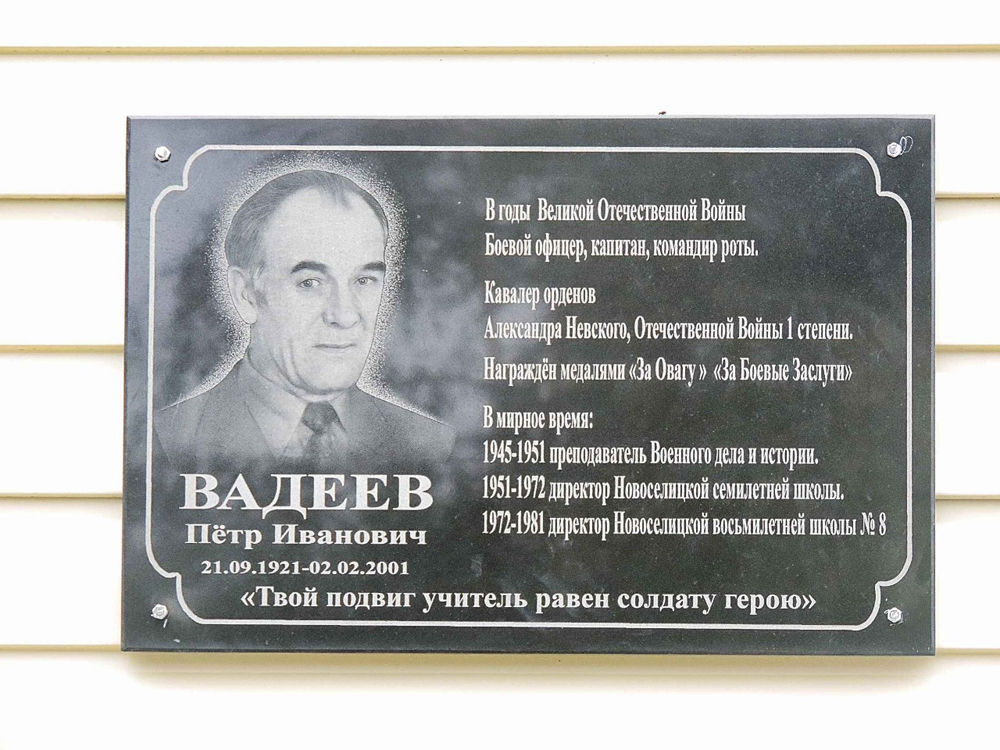 В годы Великой Отечественной Войны
Боевой офицер, капитан, командир роты.
Кавалер орденов
Александра Невского, Отечественной Войны 1 степени.
Награждён медалями «За Овагу » «За Боевые Заслуги»
В мирное время:
1945-1951 преподаватель Военного дела и истории.
1951-1972 директор Новоселицкой семилетней школы.
1972-1981 директор Новоселицкой восьмилетней школы № 8
ВАДЕЕВ
Пётр Иванович
21.09.1921-02.02.2001
«Твой подвиг учитель равен солдату герою»